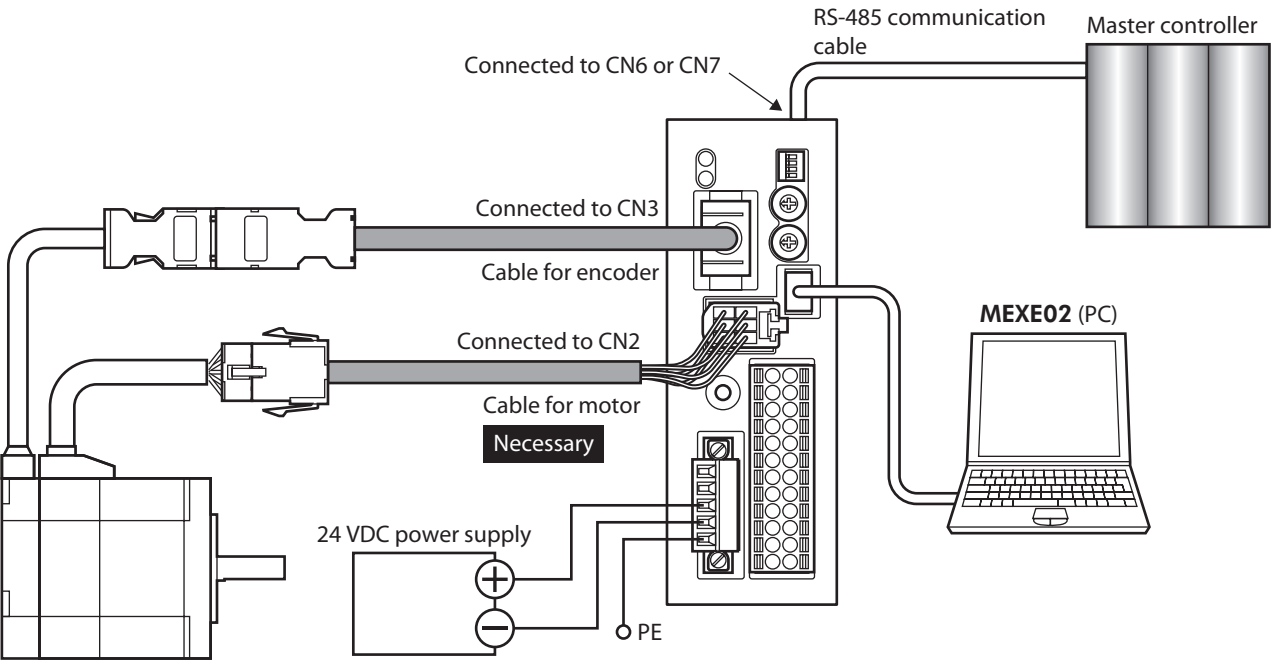 RS-485 communication
cable
Master controller
Connected to CN6 or CN7
Connected to CN3
Cable for encoder
MEXE02 (PC)
Connected to CN2
Cable for motor
Necessary
24 VDC power supply
PE